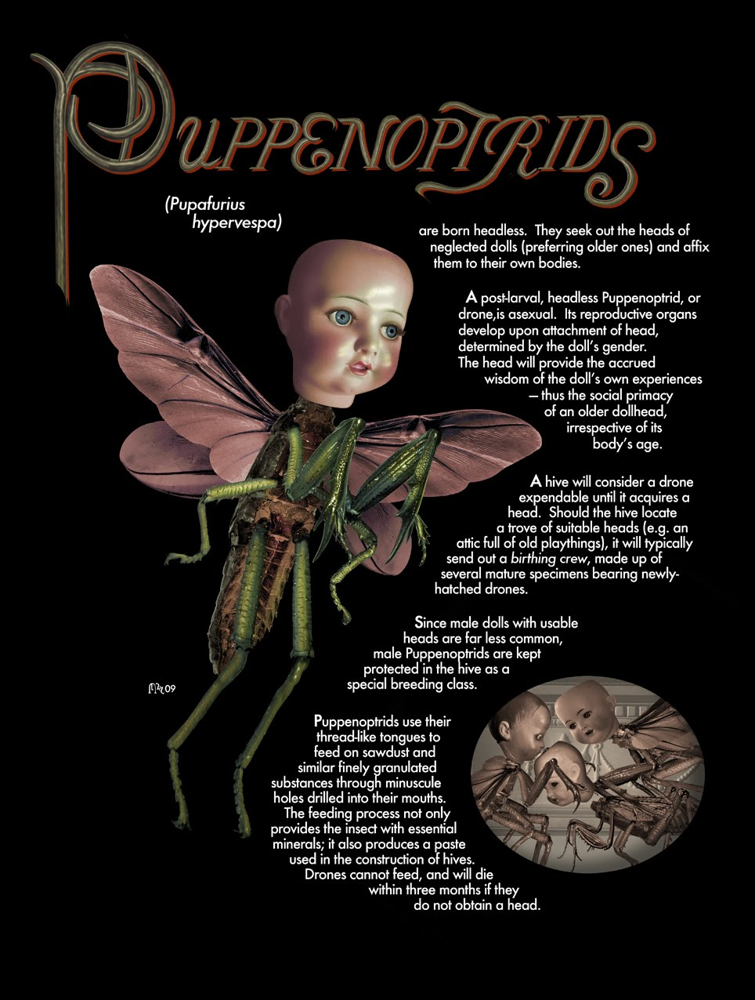 PUPPENOPTRIDS
(Pupafurius
hypervespa)
are born headless. They seek out the heads of
neglected dolls (preferring older ones) and affix
them to their own bodies.
A post-larval, headless Puppenoptrid, or
drone,is asexual. Its reproductive organs
develop upon attachment of head,
determined by the doll's gender.
The head will provide the accrued
wisdom of the doll's own experiences
— thus the social primacy
of an older dollhead,
irrespective of its
body's age.
A hive will consider a drone
expendable until it acquires a
head. Should the hive locate
a trove of suitable heads (e.g. an
attic full of old playthings), it will typically
send out a birthing crew, made up of
several mature specimens bearing newly-
hatched drones.
Since male dolls with usable
heads are far less common,
male Puppenoptrids are kept
protected in the hive as a
special breeding class.
09
Puppenoptrids use their
thread-like tongues to
feed on sawdust and
similar finely granulated
substances through minuscule
holes drilled into their mouths.
The feeding process not only
provides the insect with essential
minerals; it also produces a paste
used in the construction of hives.
Drones cannot feed, and will die
within three months if they
do not obtain a head.